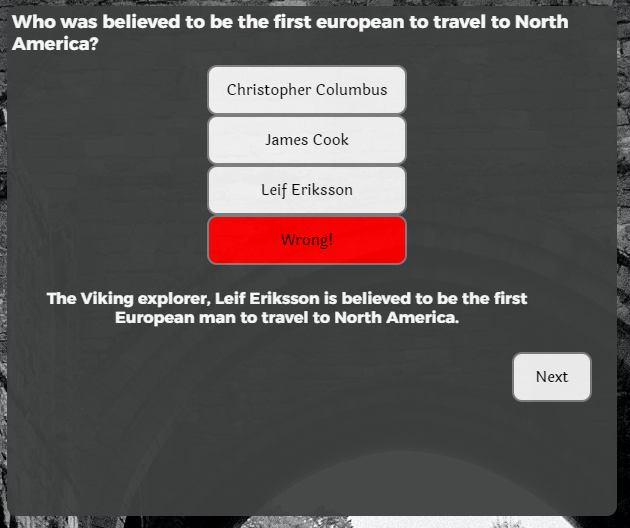 Who was believed to be the first european to travel to North
America?
Christopher Columbus
James Cook
Leif Eriksson
Wrong!
The Viking explorer, Leif Eriksson is believed to be the first
European man to travel to North America.
Next